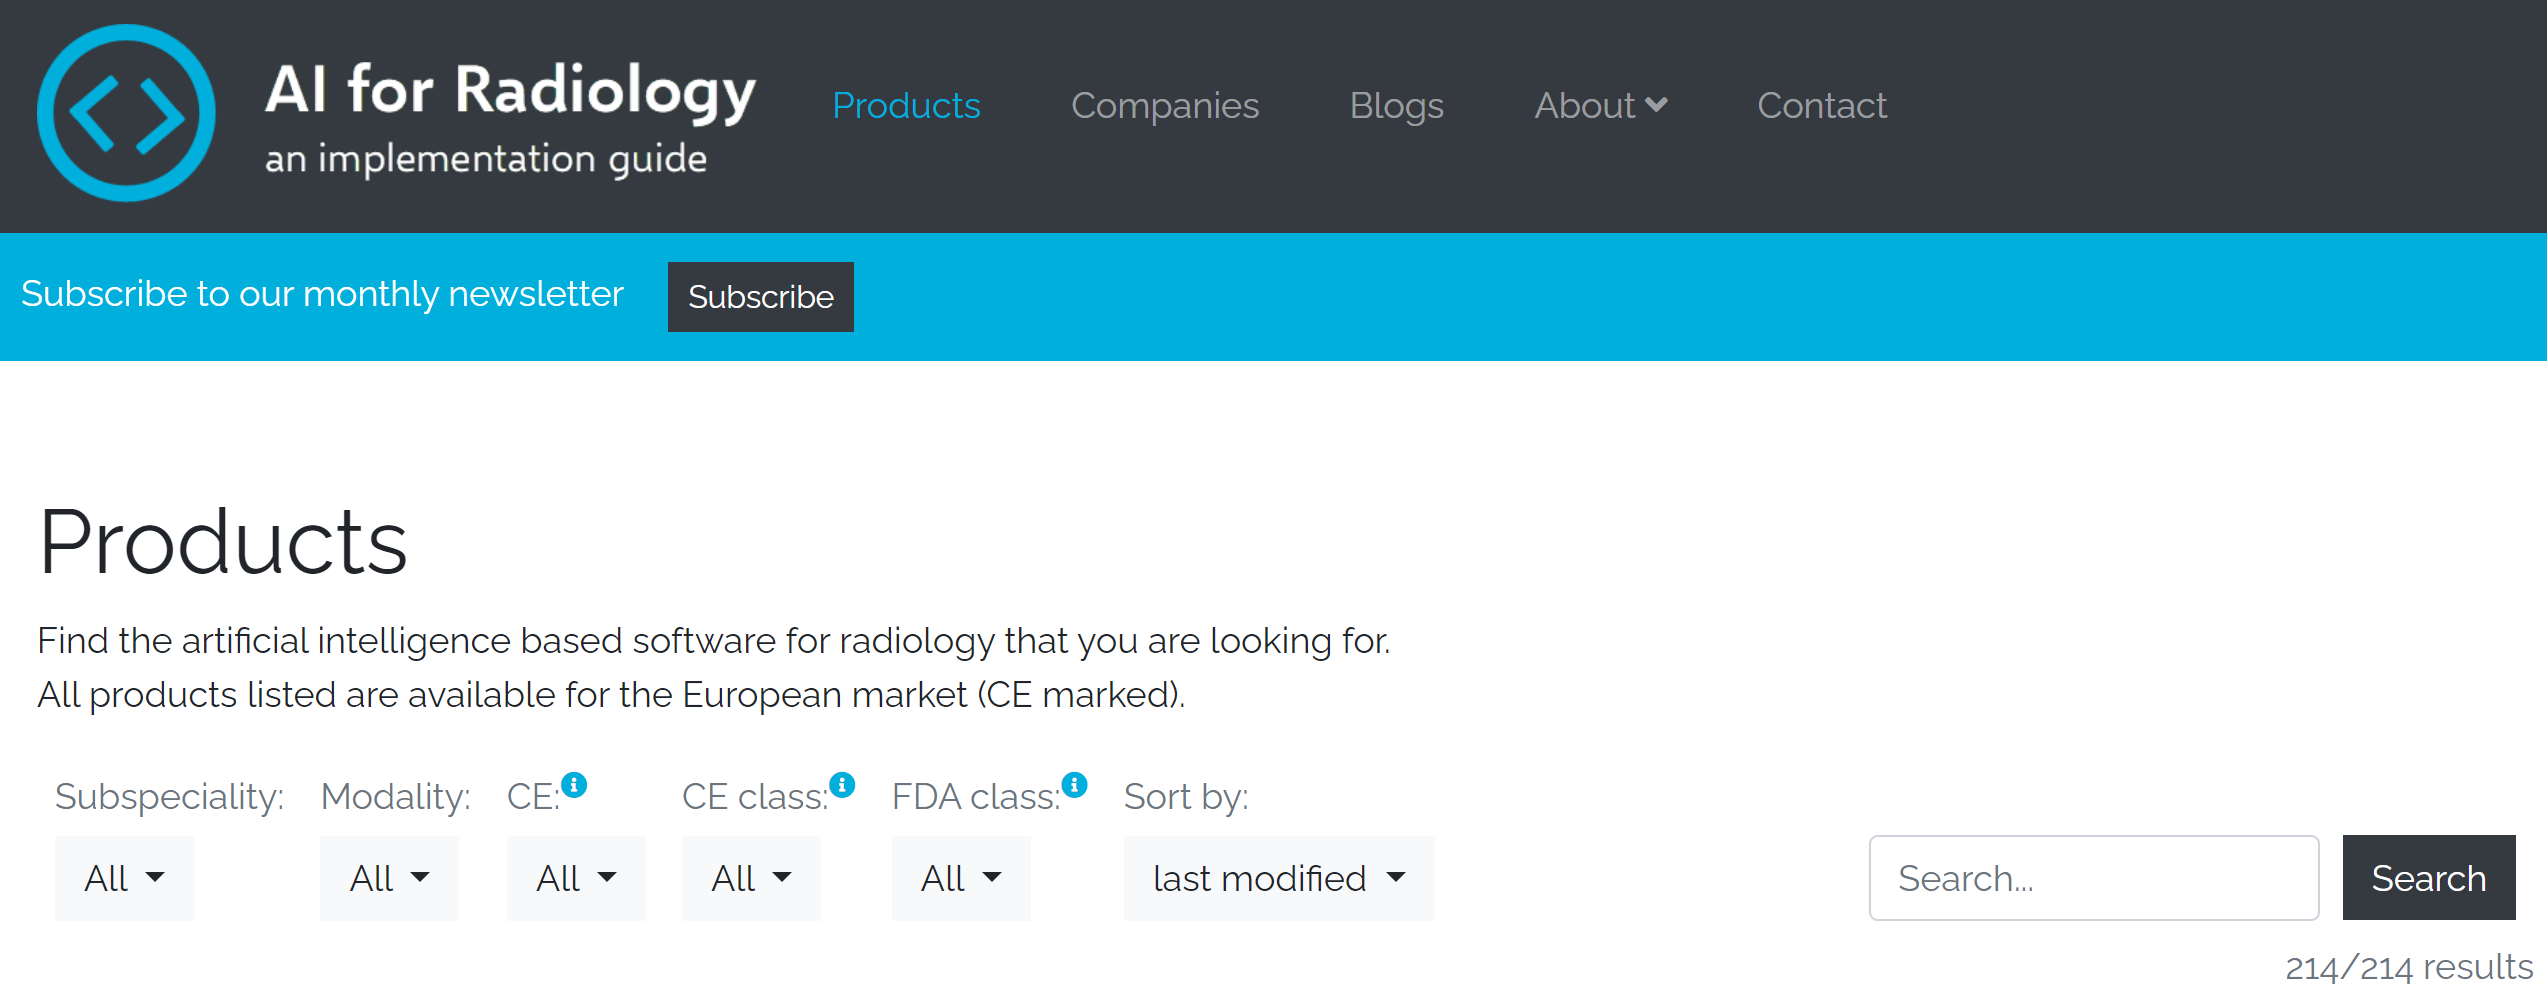 AI for Radiology
an implementation guide
Products
Companies
Blogs
About
Contact
Subscribe to our monthly newsletter
Subscribe
Products
Find the artificial intelligence based software for radiology that you are looking for.
All products listed are available for the European market (CE marked).
Subspeciality: Modality: CE: CE class: FDA class: Sort by:
All All All All All last modified Search... Search
214/214 results